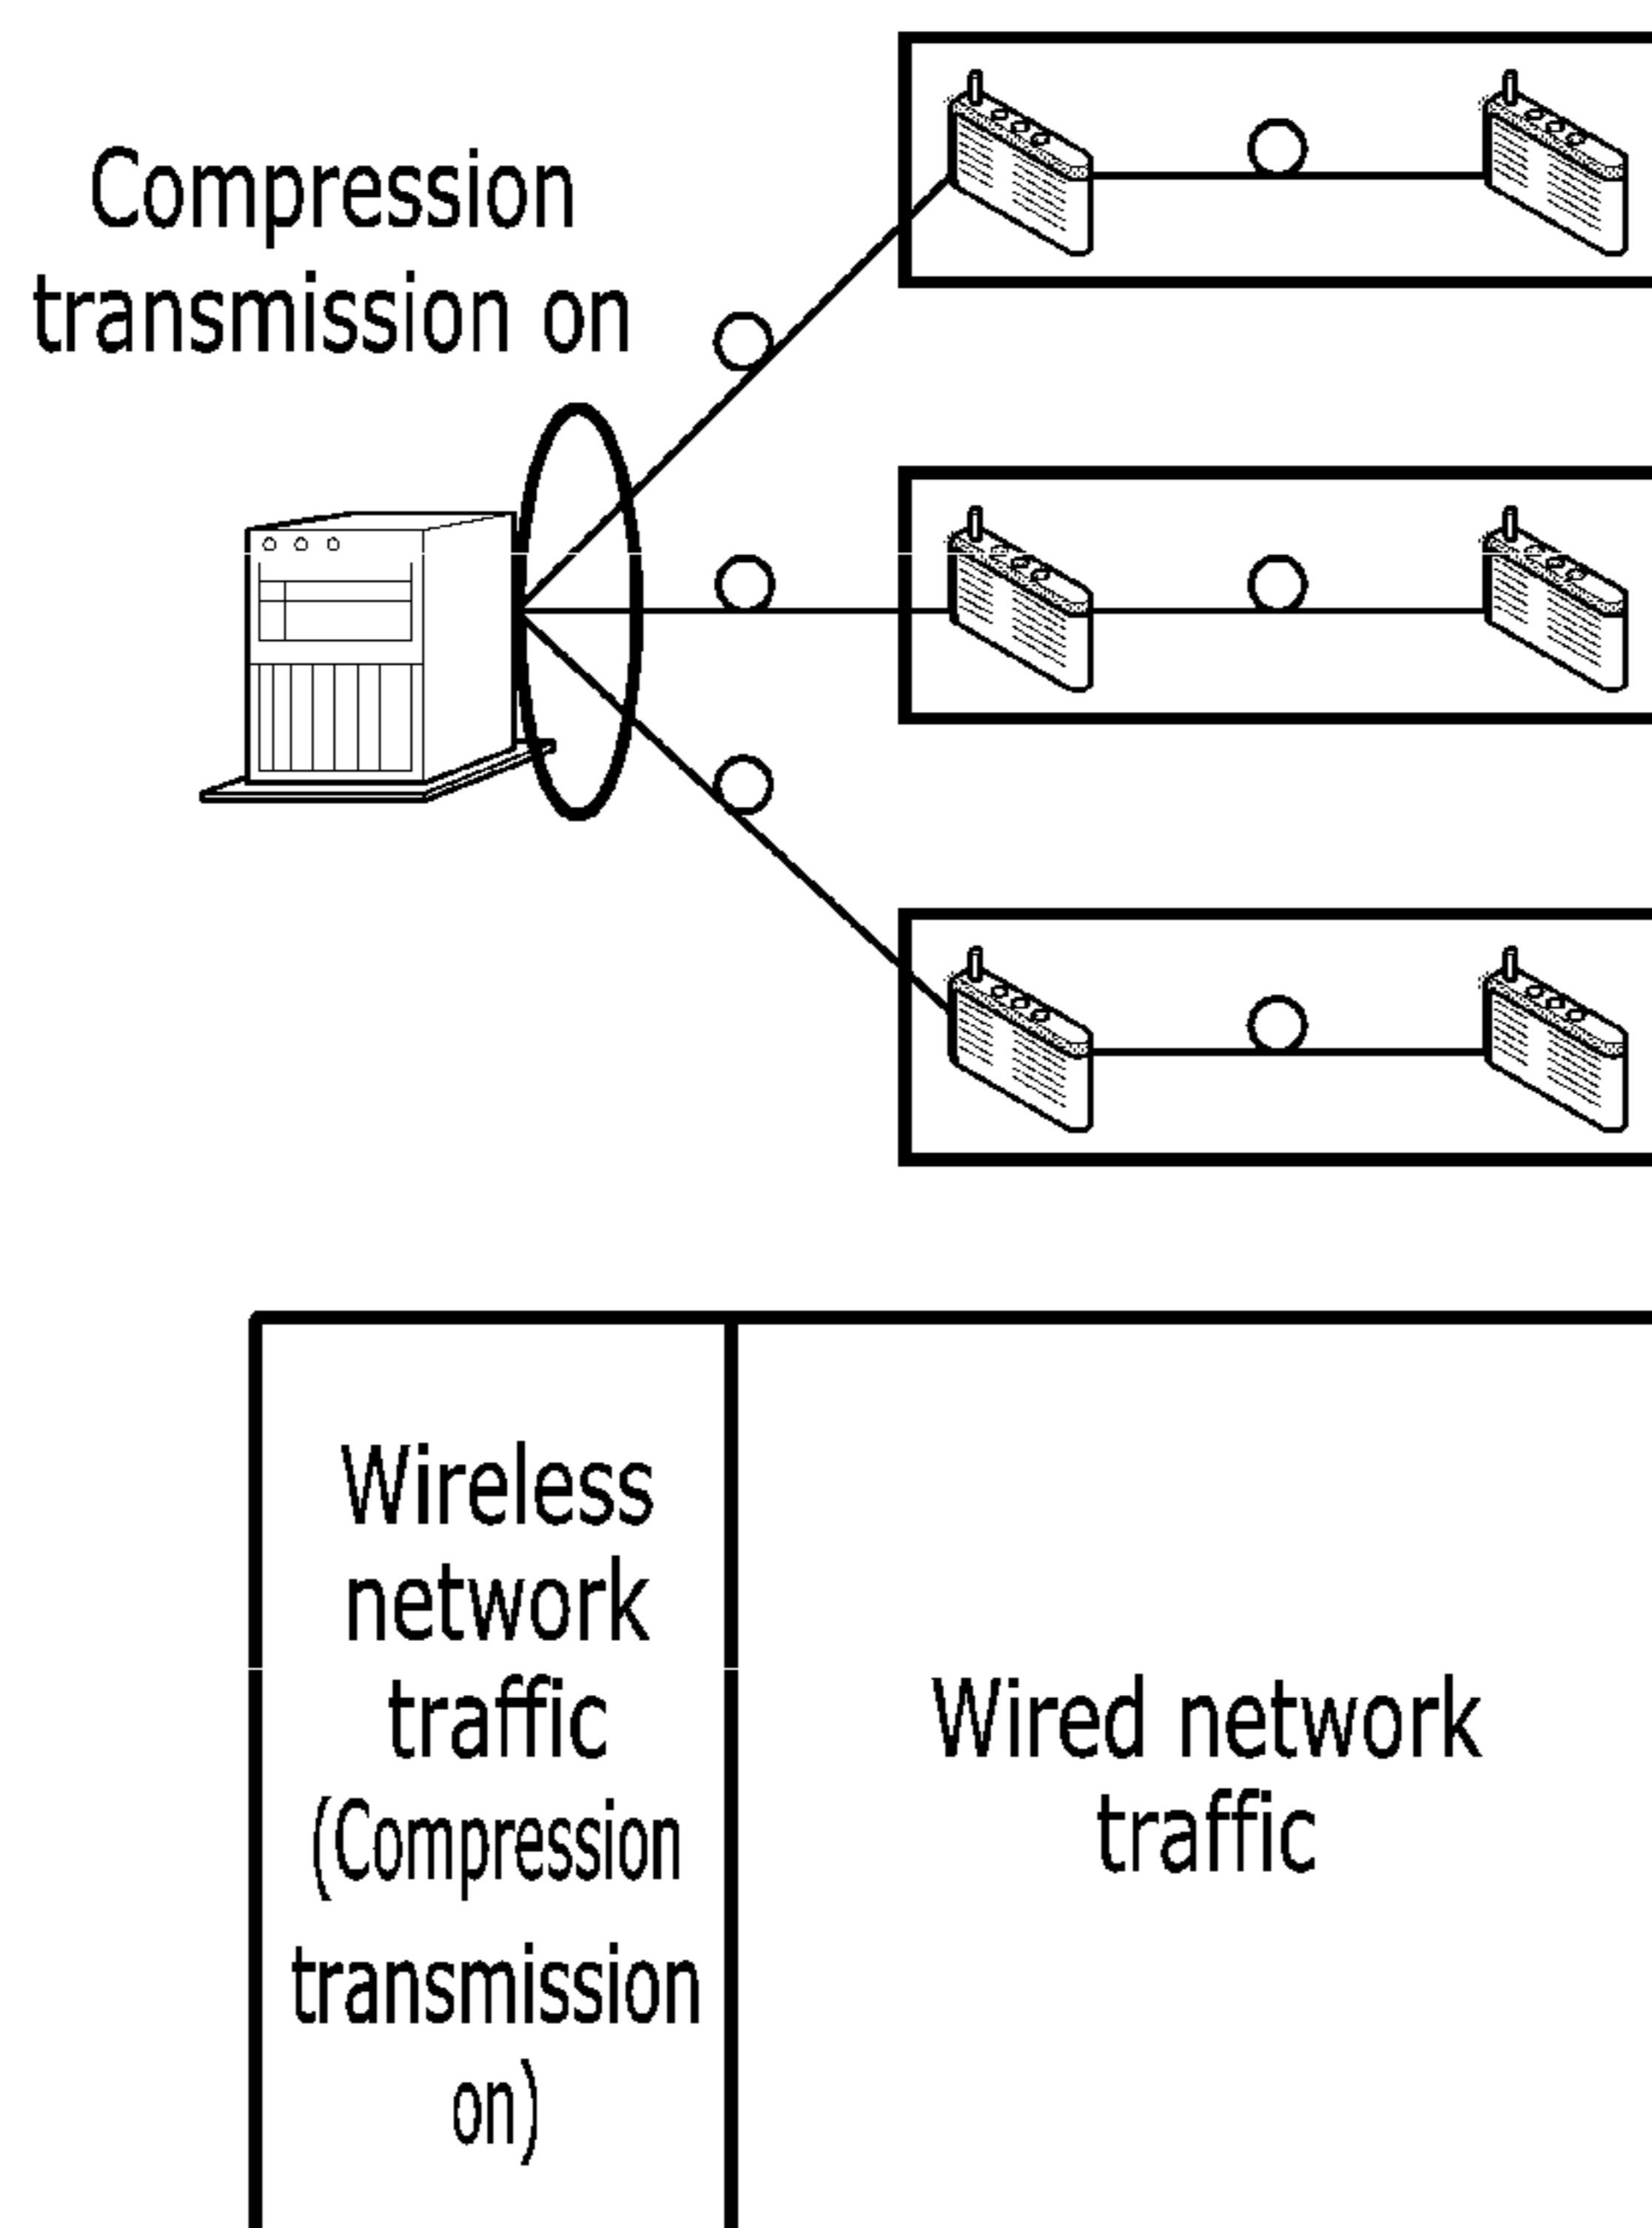 Compression
transmission on
Wireless
network
traffic
(Compression
transmission
on)
Wired network
traffic